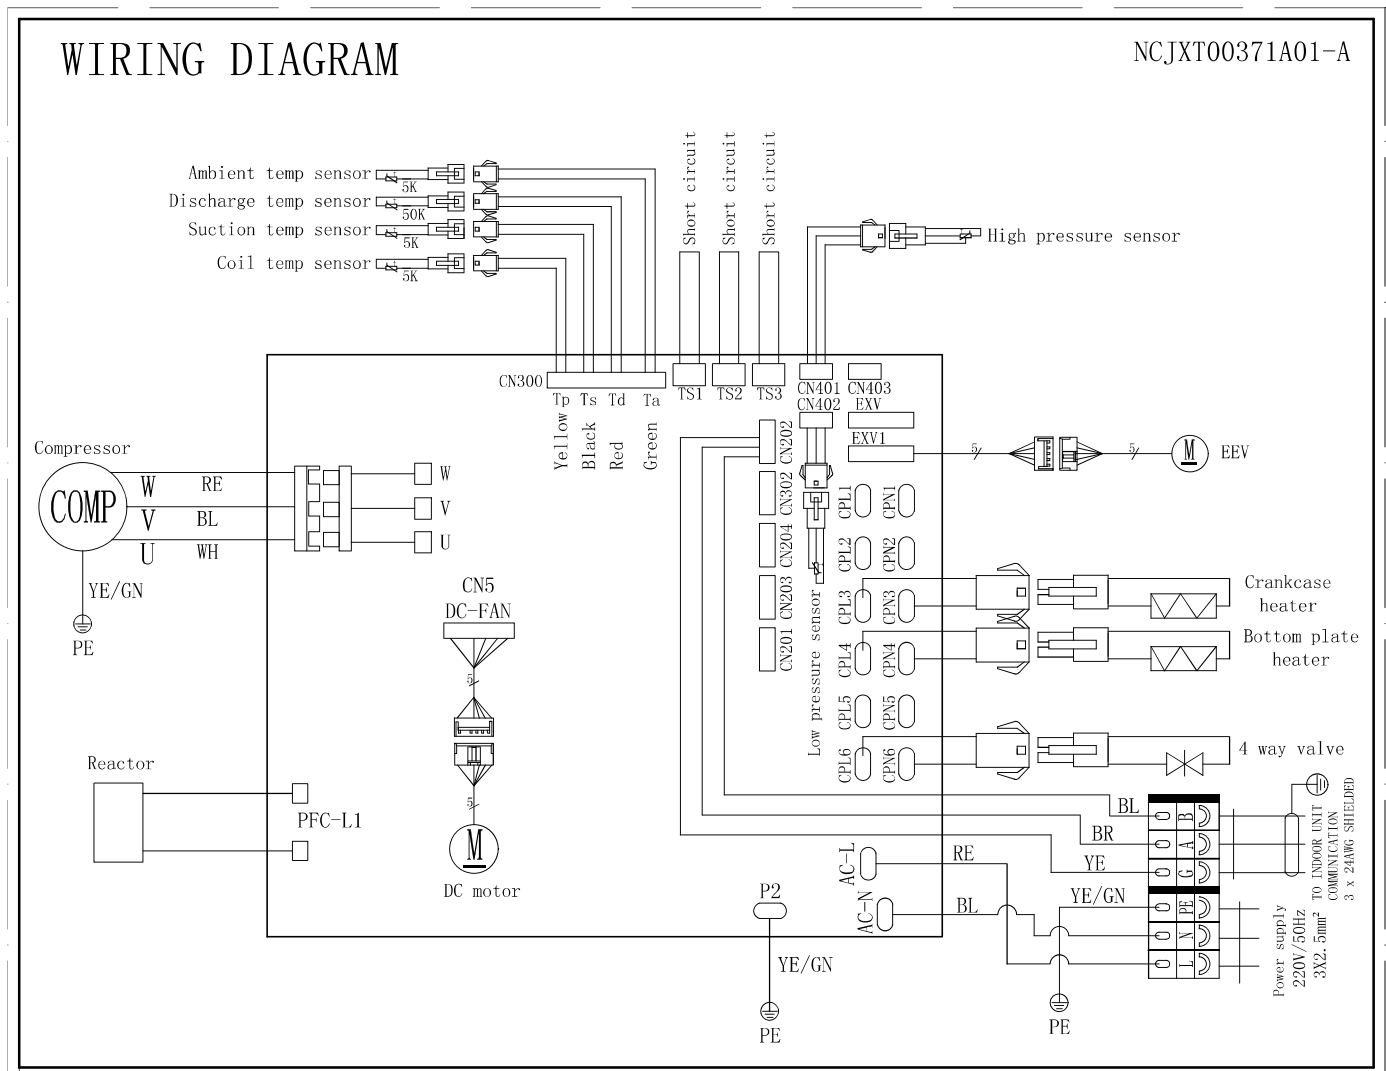 WIRING DIAGRAM
NCJXT00371A01-A
Ambient temp sensor
5K
Discharge temp sensor
50K
Suction temp sensor
5K
Coil temp sensor
5K
Short circuit
Short circuit
Short circuit
High pressure sensor
CN300
Tp
Ts
Td
Ta
Yellow
Black
Red
Green
TS1
TS2
TS3
CN401
CN403
CN402
EXV
EXV1
5
5
M
EEV
CN202
CN302
CN204
CN203
CN201
Low pressure sensor
CPL1
CPN1
CPL2
CPN2
CPL3
CPN3
CPL4
CPN4
CPL5
CPN5
CPL6
CPN6
Crankcase
heater
Bottom plate
heater
4 way valve
Compressor
COMP
W
RE
V
BL
U
WH
W
V
U
YE/GN
PE
CN5
DC-FAN
5
5
M
DC motor
Reactor
PFC-L1
AC-L
AC-N
P2
YE/GN
PE
BL
BR
YE
RE
YE/GN
BL
PE
B
A
G
PE
N
L
TO INDOOR UNIT
COMMUNICATION
3 x 24AWG SHIELDED
Power supply
220V/50Hz
3X2.5mm²